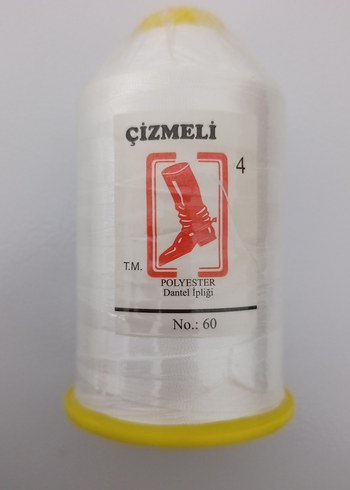 ÇİZMELİ
4
T.M.
POLYESTER
Dantel İpliği
No.: 60